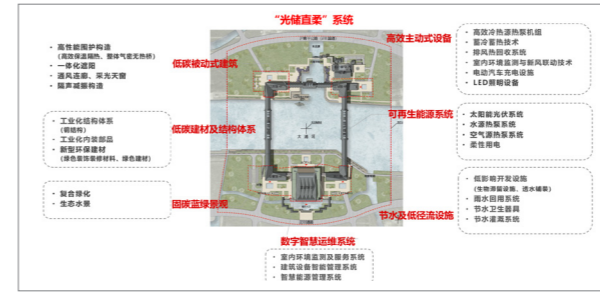 “光储直柔”系统
低碳被动式建筑
· 高性能围护构造
(高效保温隔热、整体气密无热桥)
· 一体化遮阳
· 通风连廊、采光天窗
· 隔声减振构造
低碳建材及结构体系
· 工业化结构体系
(钢结构)
· 工业化内装部品
· 新型环保建材
(绿色装饰装修材料、绿色建材)
固碳蓝绿景观
· 复合绿化
· 生态水景
高效主动式设备
· 高效冷热源热泵机组
· 蓄冷蓄热技术
· 排风热回收系统
· 室内环境监测与新风联动技术
· 电动汽车充电设施
· LED照明设备
可再生能源系统
· 太阳能光伏系统
· 水源热泵系统
· 空气源热泵系统
· 柔性用电
节水及低径流设施
· 低影响开发设施
(生物滞留设施、透水铺装)
· 雨水回用系统
· 节水卫生器具
· 节水灌溉系统
数字智慧运维系统
· 室内环境监测及服务系统
· 建筑设备智能管理系统
· 智慧能源管理系统